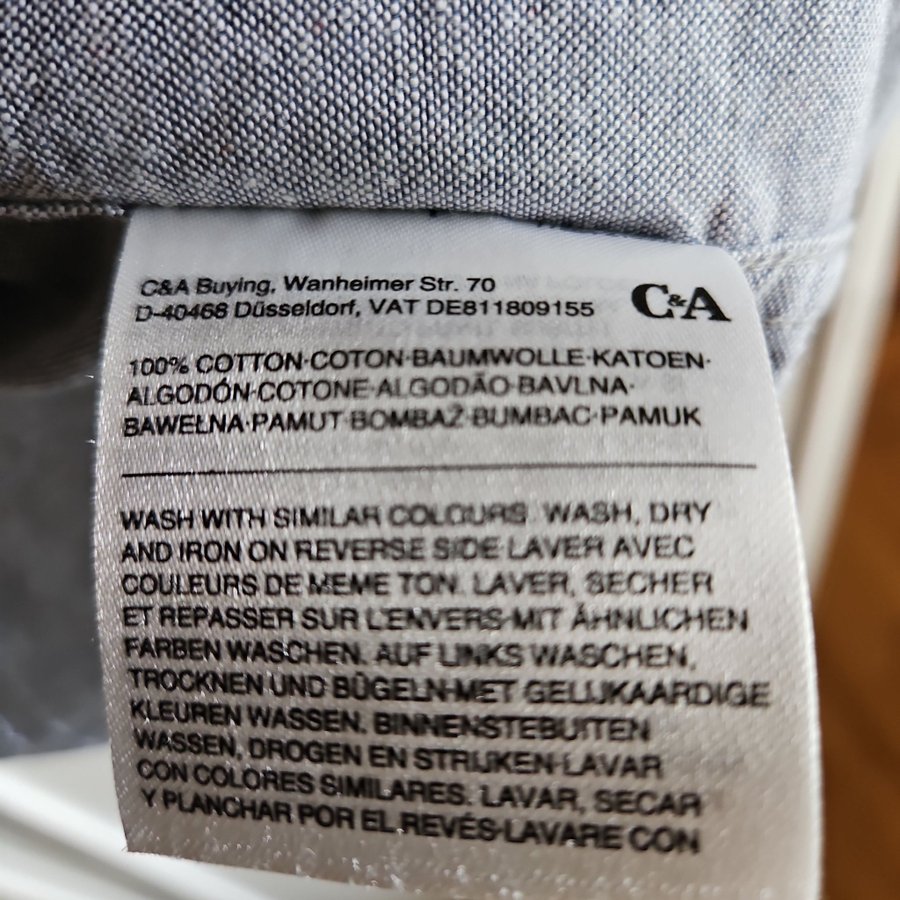 C&A Buying, Wanheimer Str. 70
D-40468 Düsseldorf, VAT DE811809155
C&A
100% COTTON·COTON·BAUMWOLLE·KATOEN·
ALGODÓN·COTONE·ALGODÃO·BAVLNA·
BAWEŁNA·PAMUT·BOMBAŽ·BUMBAC·PAMUK
WASH WITH SIMILAR COLOURS. WASH, DRY
AND IRON ON REVERSE SIDE·LAVER AVEC
COULEURS DE MEME TON. LAVER, SECHER
ET REPASSER SUR L'ENVERS·MIT ÄHNLICHEN
FARBEN WASCHEN. AUF LINKS WASCHEN,
TROCKNEN UND BÜGELN·MET GELIJKAARDIGE
KLEUREN WASSEN. BINNENSTEBUITEN
WASSEN, DROGEN EN STRIJKEN·LAVAR
CON COLORES SIMILARES. LAVAR, SECAR
Y PLANCHAR POR EL REVÉS·LAVARE CON